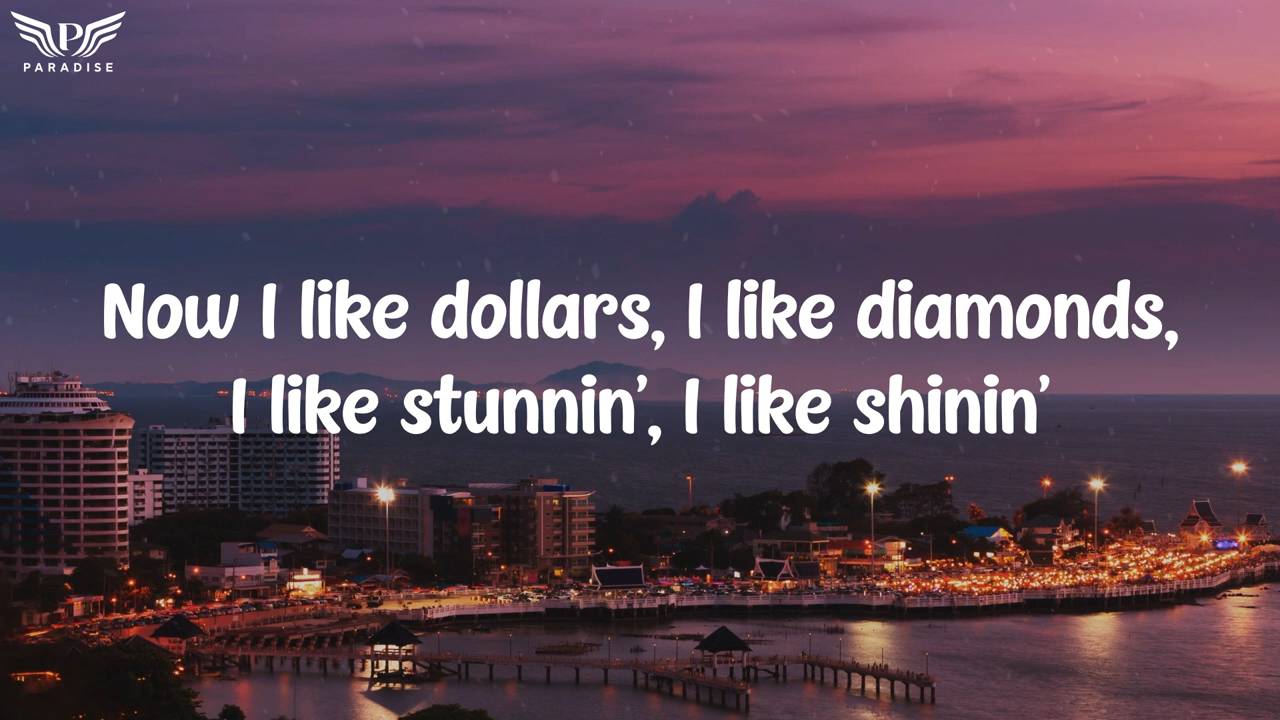 P
PARADISE
Now I like dollars, I like diamonds,
I like stunnin', I like shinin'